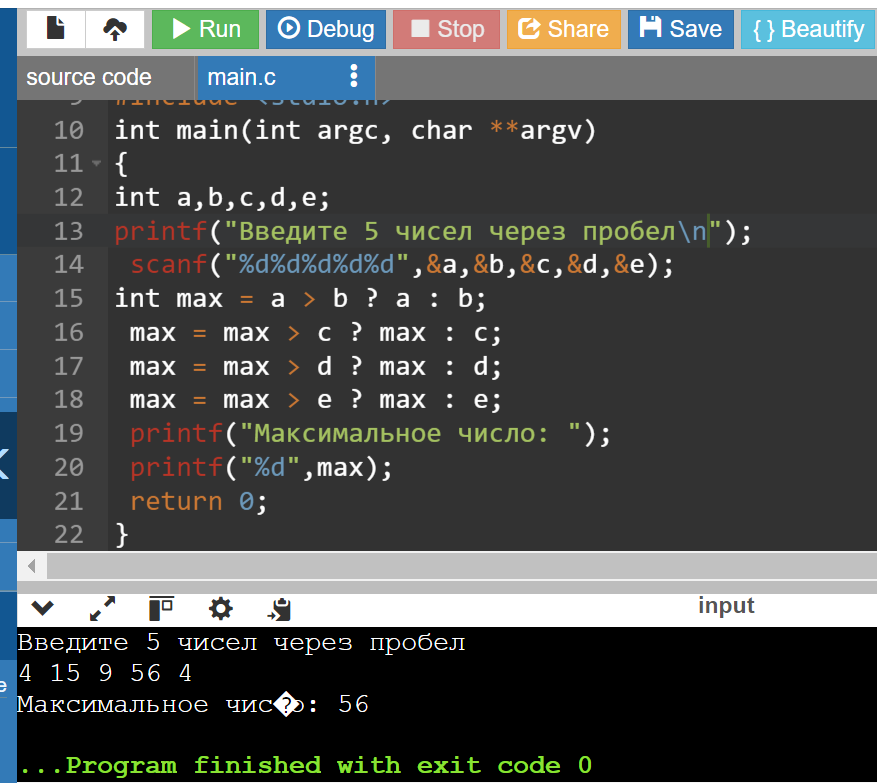 Run Debug Stop Share Save { } Beautify
source code main.c
9 #include <stdio.h>
10 int main(int argc, char **argv)
11 {
12 int a,b,c,d,e;
13 printf("Введите 5 чисел через пробел\n");
14 scanf("%d%d%d%d%d",&a,&b,&c,&d,&e);
15 int max = a > b ? a : b;
16 max = max > c ? max : c;
17 max = max > d ? max : d;
18 max = max > e ? max : e;
19 printf("Максимальное число: ");
20 printf("%d",max);
21 return 0;
22 }
input
Введите 5 чисел через пробел
4 15 9 56 4
Максимальное чис�о: 56
...Program finished with exit code 0